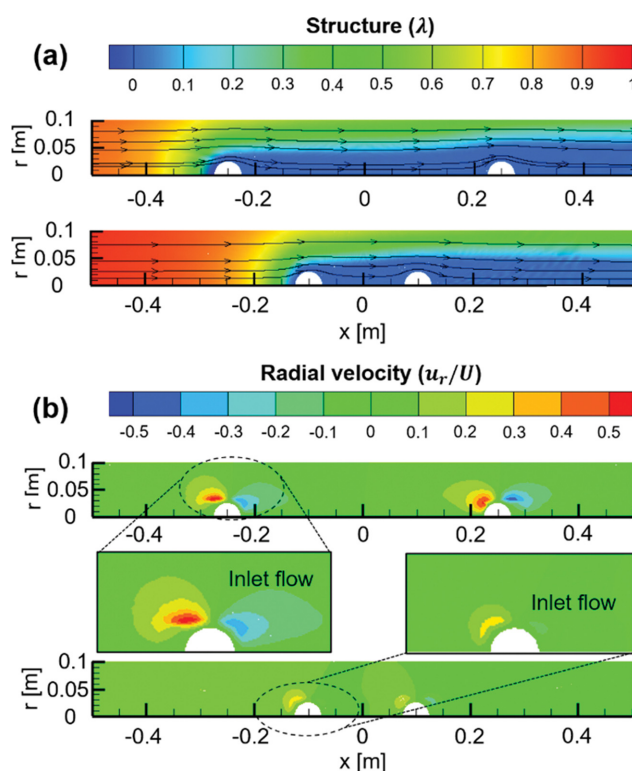 Structure (λ)
(a)
0 0.1 0.2 0.3 0.4 0.5 0.6 0.7 0.8 0.9 1
0.1
0.05
0
r [m]
-0.4 -0.2 0 0.2 0.4
0.1
0.05
0
r [m]
-0.4 -0.2 0 0.2 0.4
x [m]
Radial velocity (u_r/U)
(b)
-0.5 -0.4 -0.3 -0.2 -0.1 0 0.1 0.2 0.3 0.4 0.5
0.1
0.05
0
r [m]
-0.4 -0.2 0 0.2 0.4
Inlet flow
Inlet flow
0.1
0.05
0
r [m]
-0.4 -0.2 0 0.2 0.4
x [m]